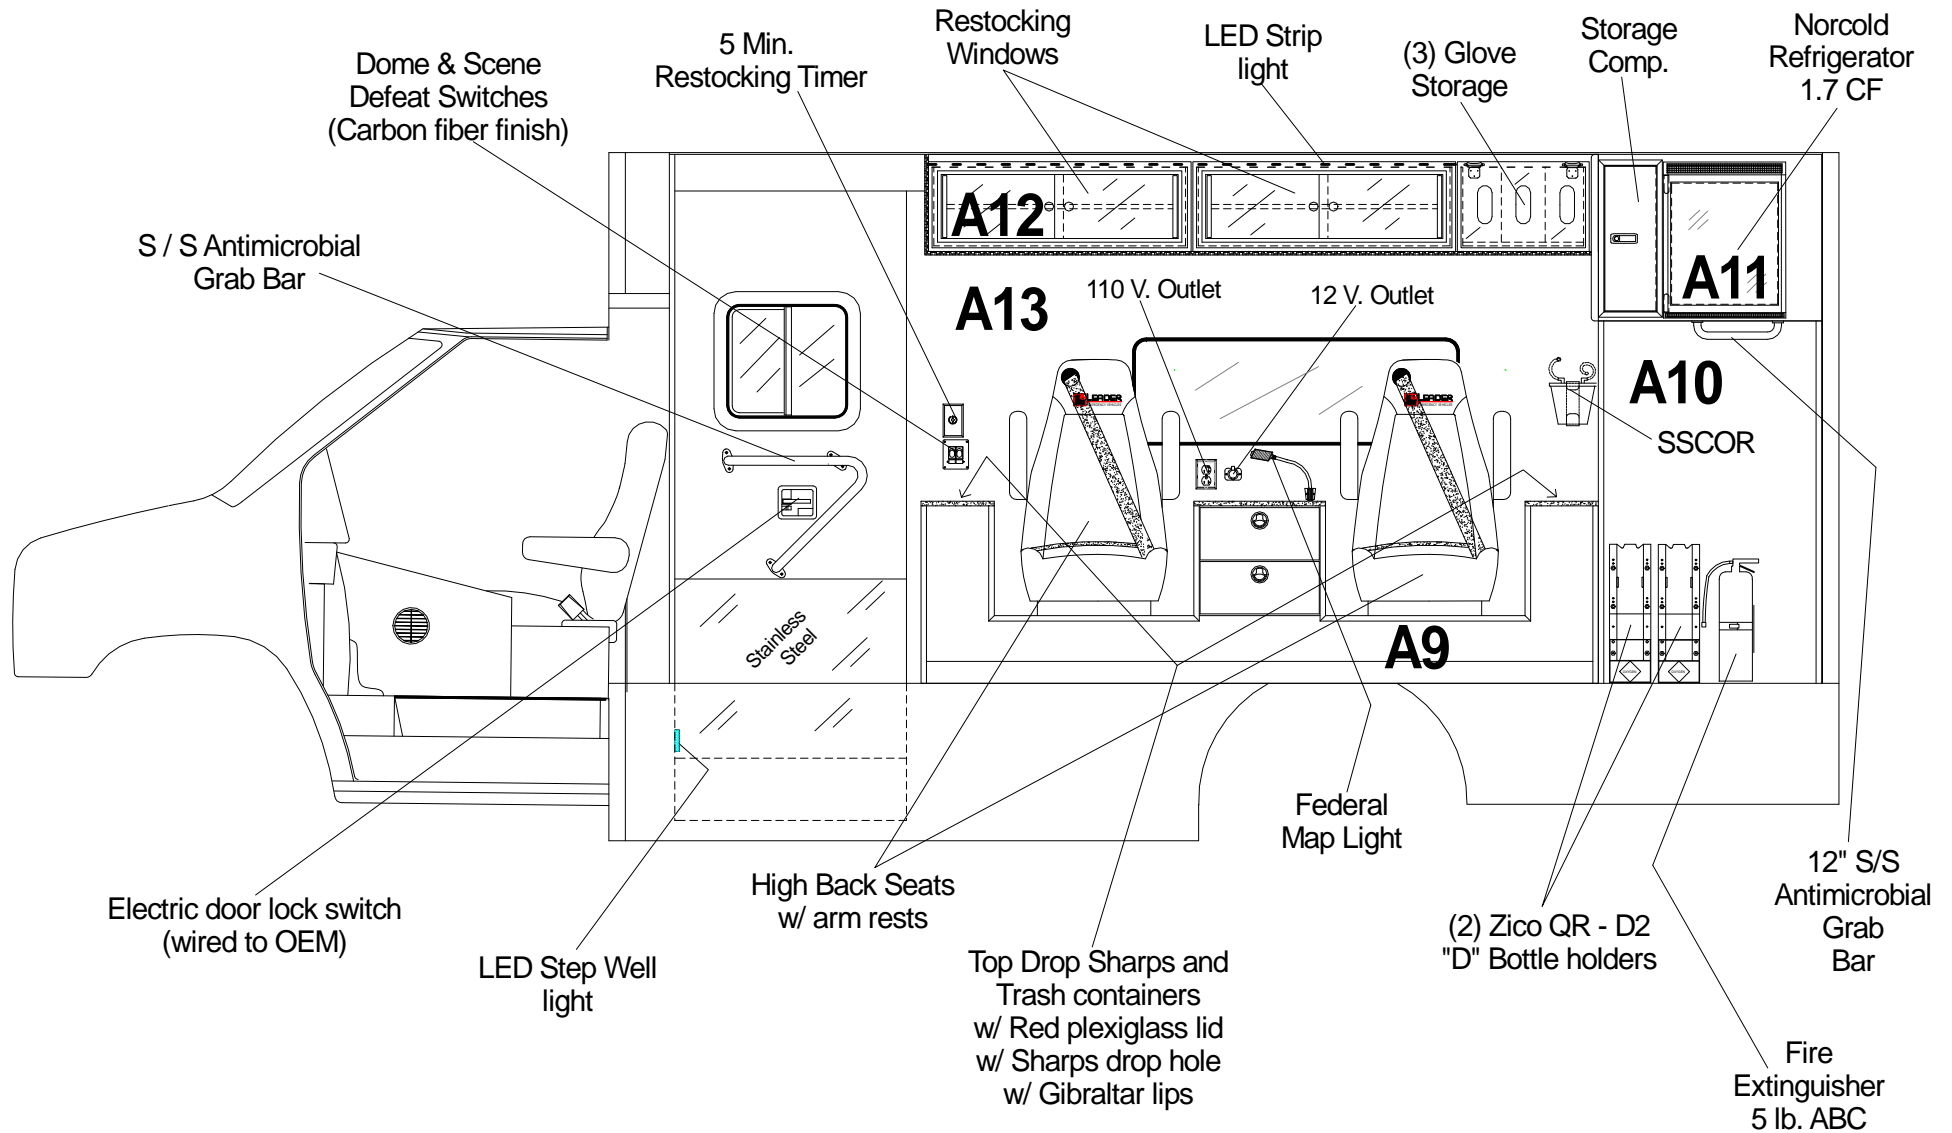 Restocking
Windows
LED Strip
light
(3) Glove
Storage
Storage
Comp.
Norcold
Refrigerator
1.7 CF
5 Min.
Restocking Timer
Dome & Scene
Defeat Switches
(Carbon fiber finish)
S / S Antimicrobial
Grab Bar
A12
A11
A13
110 V. Outlet
12 V. Outlet
A10
LEADER
LEADER
SSCOR
Stainless
Steel
A9
Federal
Map Light
12" S/S
Antimicrobial
Grab
Bar
High Back Seats
w/ arm rests
Electric door lock switch
(wired to OEM)
(2) Zico QR - D2
"D" Bottle holders
LED Step Well
light
Top Drop Sharps and
Trash containers
w/ Red plexiglass lid
w/ Sharps drop hole
w/ Gibraltar lips
Fire
Extinguisher
5 lb. ABC